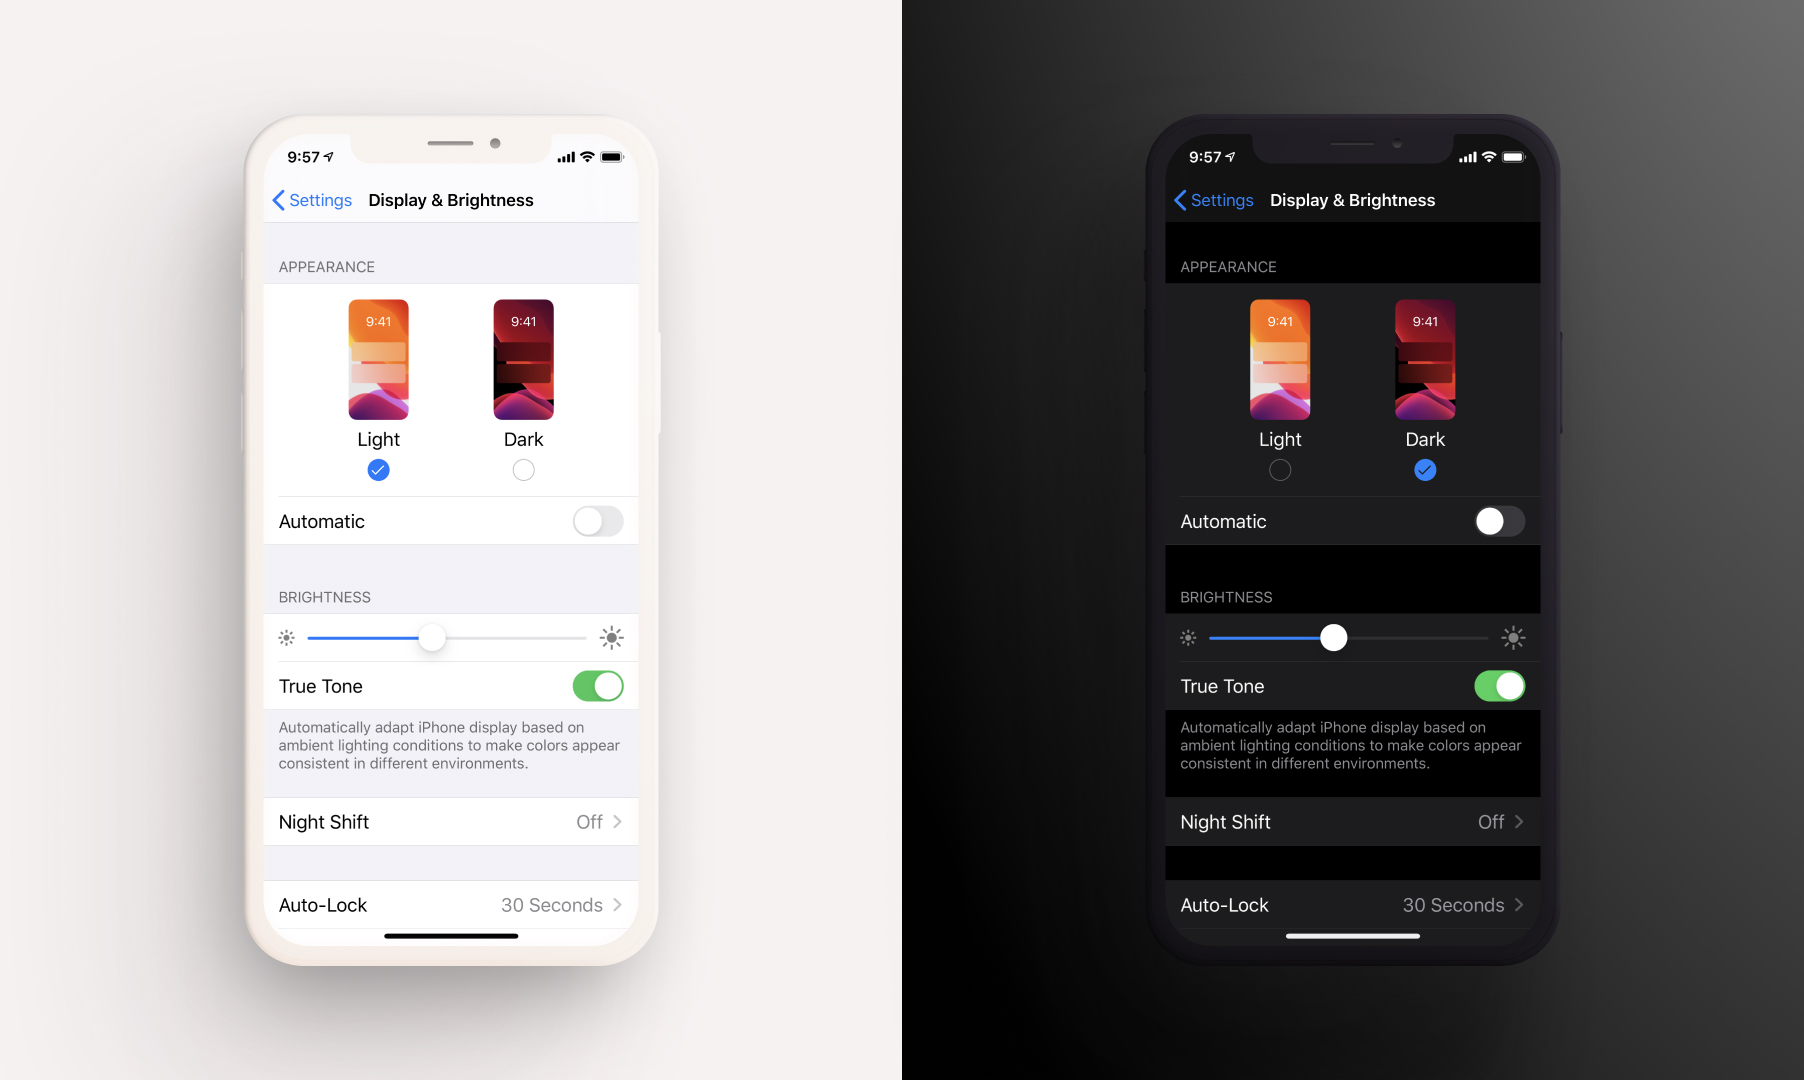 9:57
Settings Display & Brightness
APPEARANCE
9:41 9:41
Light Dark
Automatic
BRIGHTNESS
True Tone
Automatically adapt iPhone display based on
ambient lighting conditions to make colors appear
consistent in different environments.
Night Shift Off
Auto-Lock 30 Seconds
9:57
Settings Display & Brightness
APPEARANCE
9:41 9:41
Light Dark
Automatic
BRIGHTNESS
True Tone
Automatically adapt iPhone display based on
ambient lighting conditions to make colors appear
consistent in different environments.
Night Shift Off
Auto-Lock 30 Seconds